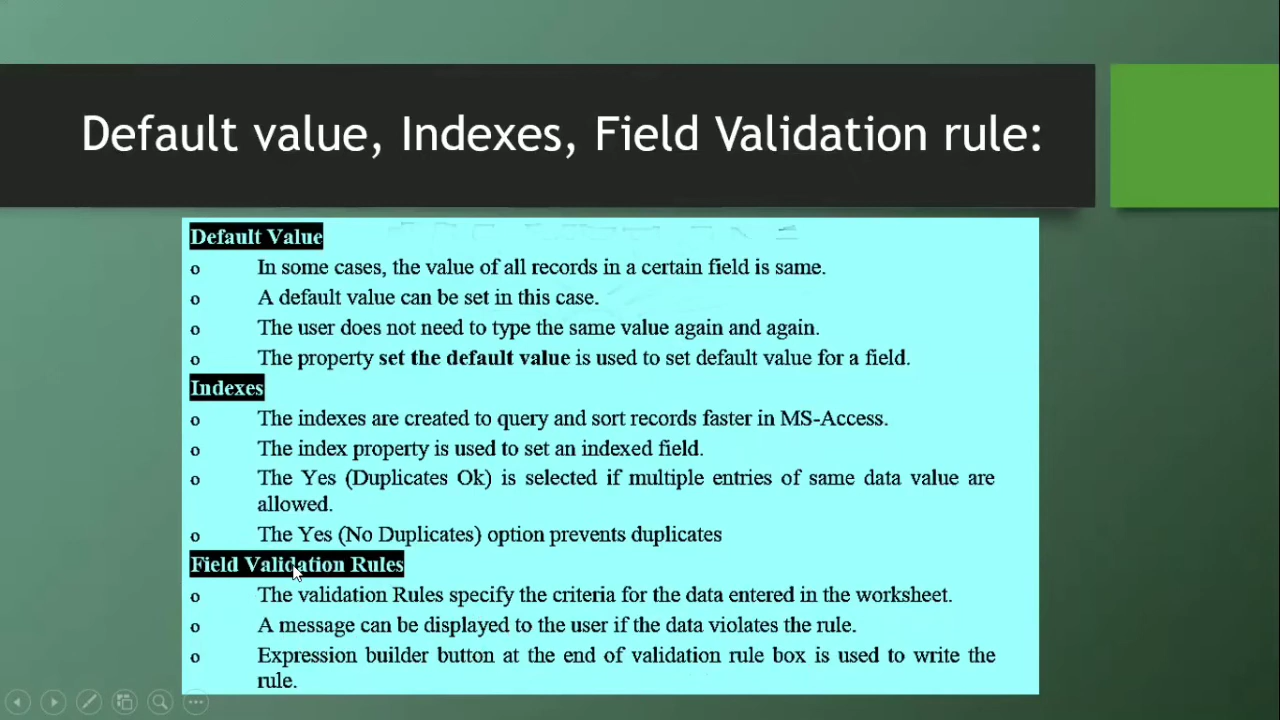 Default value, Indexes, Field Validation rule:
Default Value
o In some cases, the value of all records in a certain field is same.
o A default value can be set in this case.
o The user does not need to type the same value again and again.
o The property set the default value is used to set default value for a field.
Indexes
o The indexes are created to query and sort records faster in MS-Access.
o The index property is used to set an indexed field.
o The Yes (Duplicates Ok) is selected if multiple entries of same data value are
allowed.
o The Yes (No Duplicates) option prevents duplicates
Field Validation Rules
o The validation Rules specify the criteria for the data entered in the worksheet.
o A message can be displayed to the user if the data violates the rule.
o Expression builder button at the end of validation rule box is used to write the
rule.